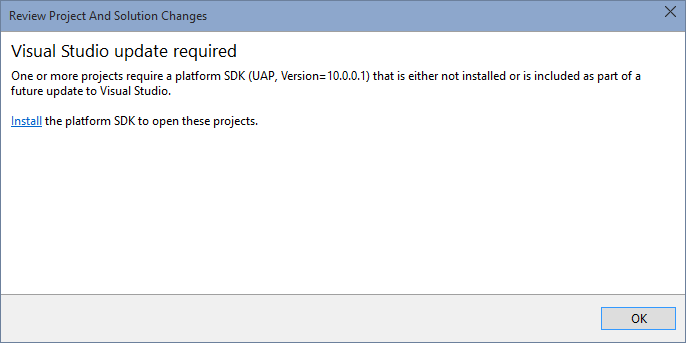 Review Project And Solution Changes
Visual Studio update required
One or more projects require a platform SDK (UAP, Version=10.0.0.1) that is either not installed or is included as part of a
future update to Visual Studio.
Install the platform SDK to open these projects.
OK